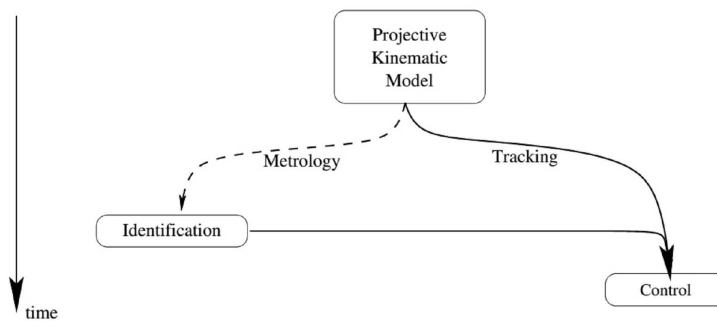 Projective
Kinematic
Model
Metrology
Tracking
Identification
Control
time